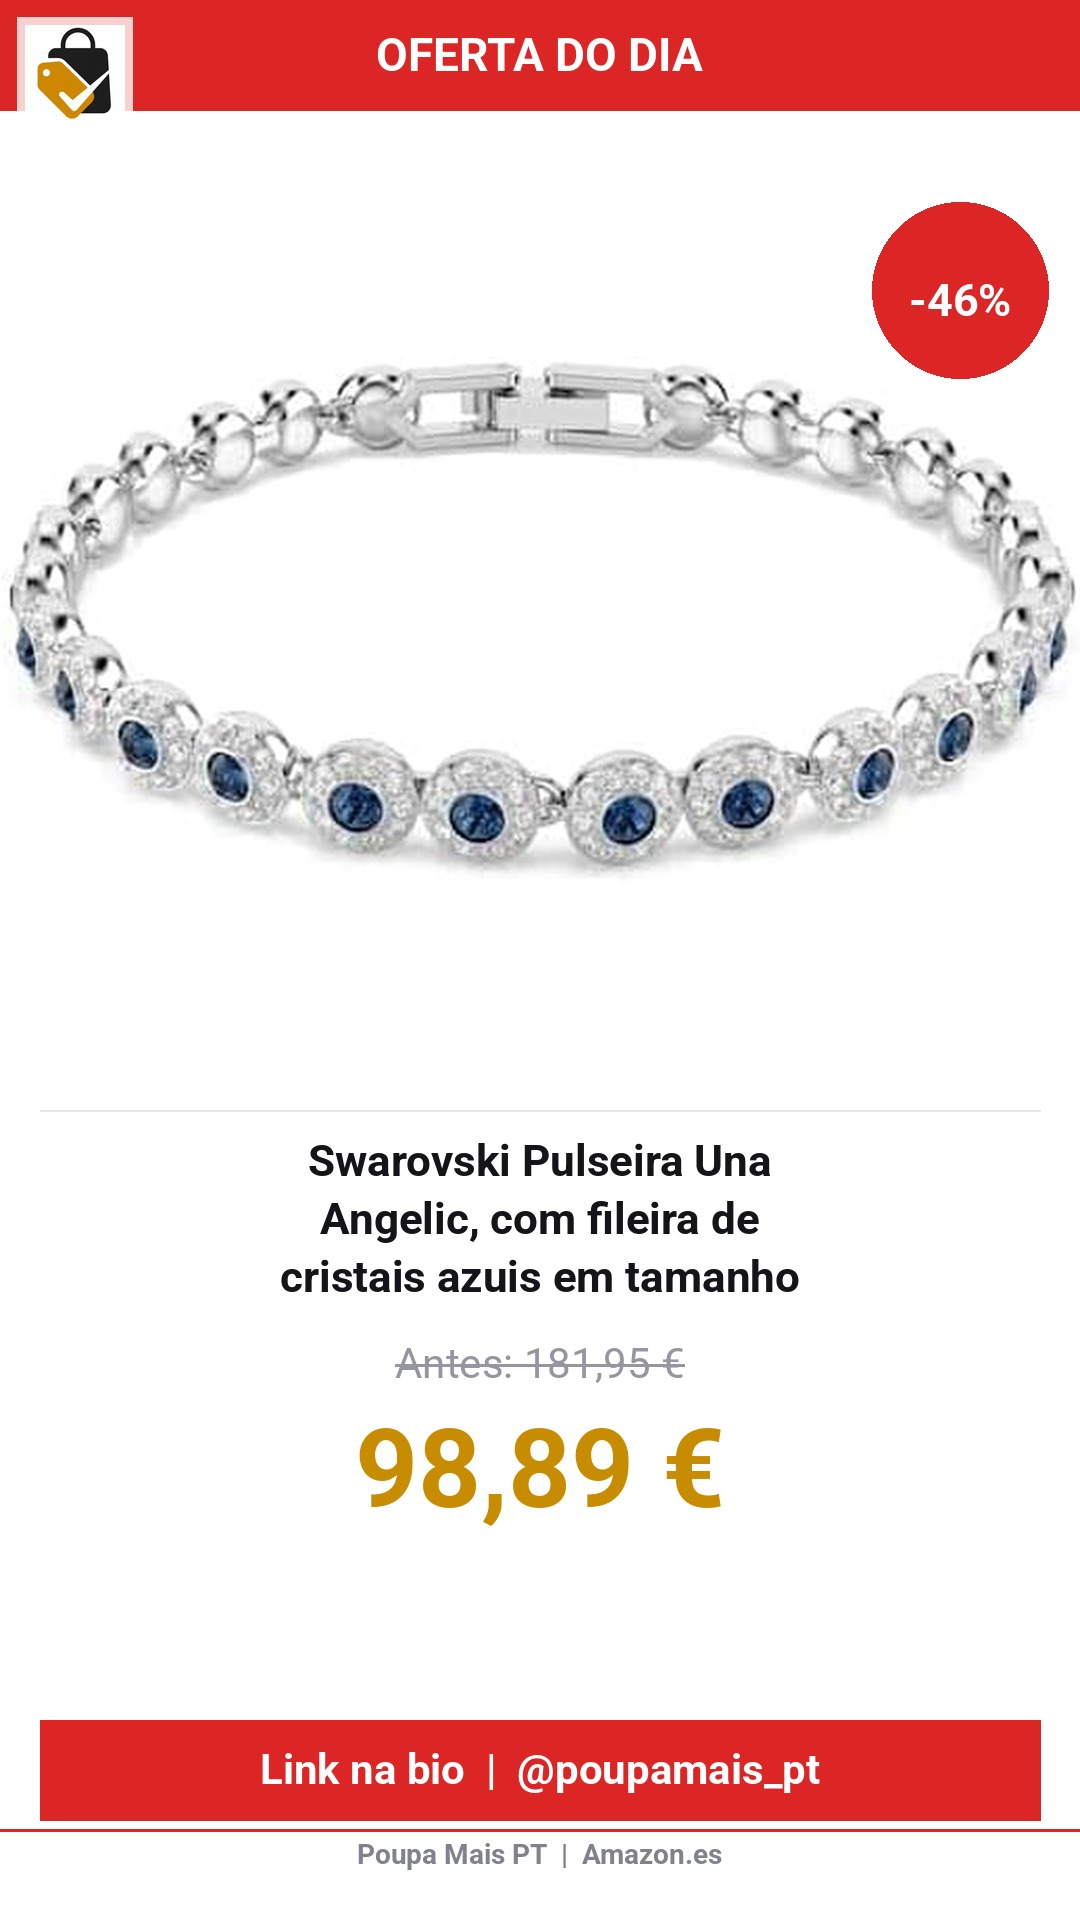 OFERTA DO DIA
-46%
Swarovski Pulseira Una
Angelic, com fileira de
cristais azuis em tamanho
Antes: 181,95 €
98,89 €
Link na bio | @poupamais_pt
Poupa Mais PT | Amazon.es